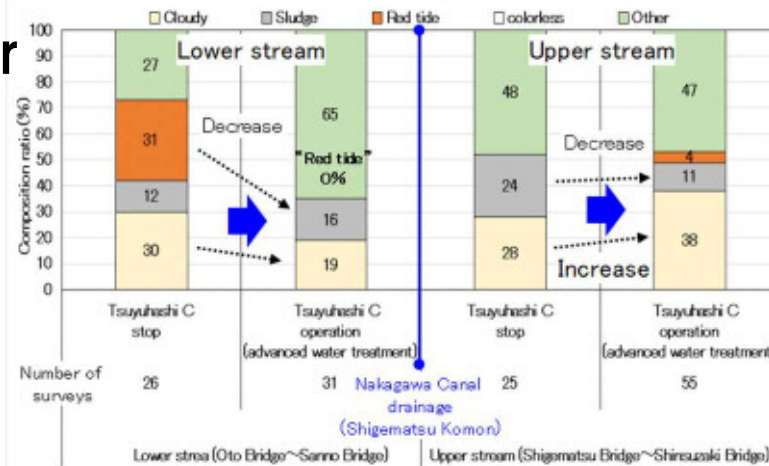 r
Cloudy Sludge Red tide colorless Other
Composition ratio(%)
100
90
80
70
60
50
40
30
20
10
0
Lower stream
Upper stream
27
31
12
30
Decrease
65
"Red tide"
0%
16
19
48
24
28
Decrease
Increase
47
4
11
38
Tsuyuhashi C
stop
Tsuyuhashi C
operation
(advanced water treatment)
Tsuyuhashi C
stop
Tsuyuhashi C
operation
(advanced water treatment)
Number of
surveys
26
31
25
55
Nakagawa Canal
drainage
(Shigematsu Komon)
Lower strea (Oto Bridge~Sanno Bridge)
Upper stream (Shigematsu Bridge~Shinsuzaki Bridge)